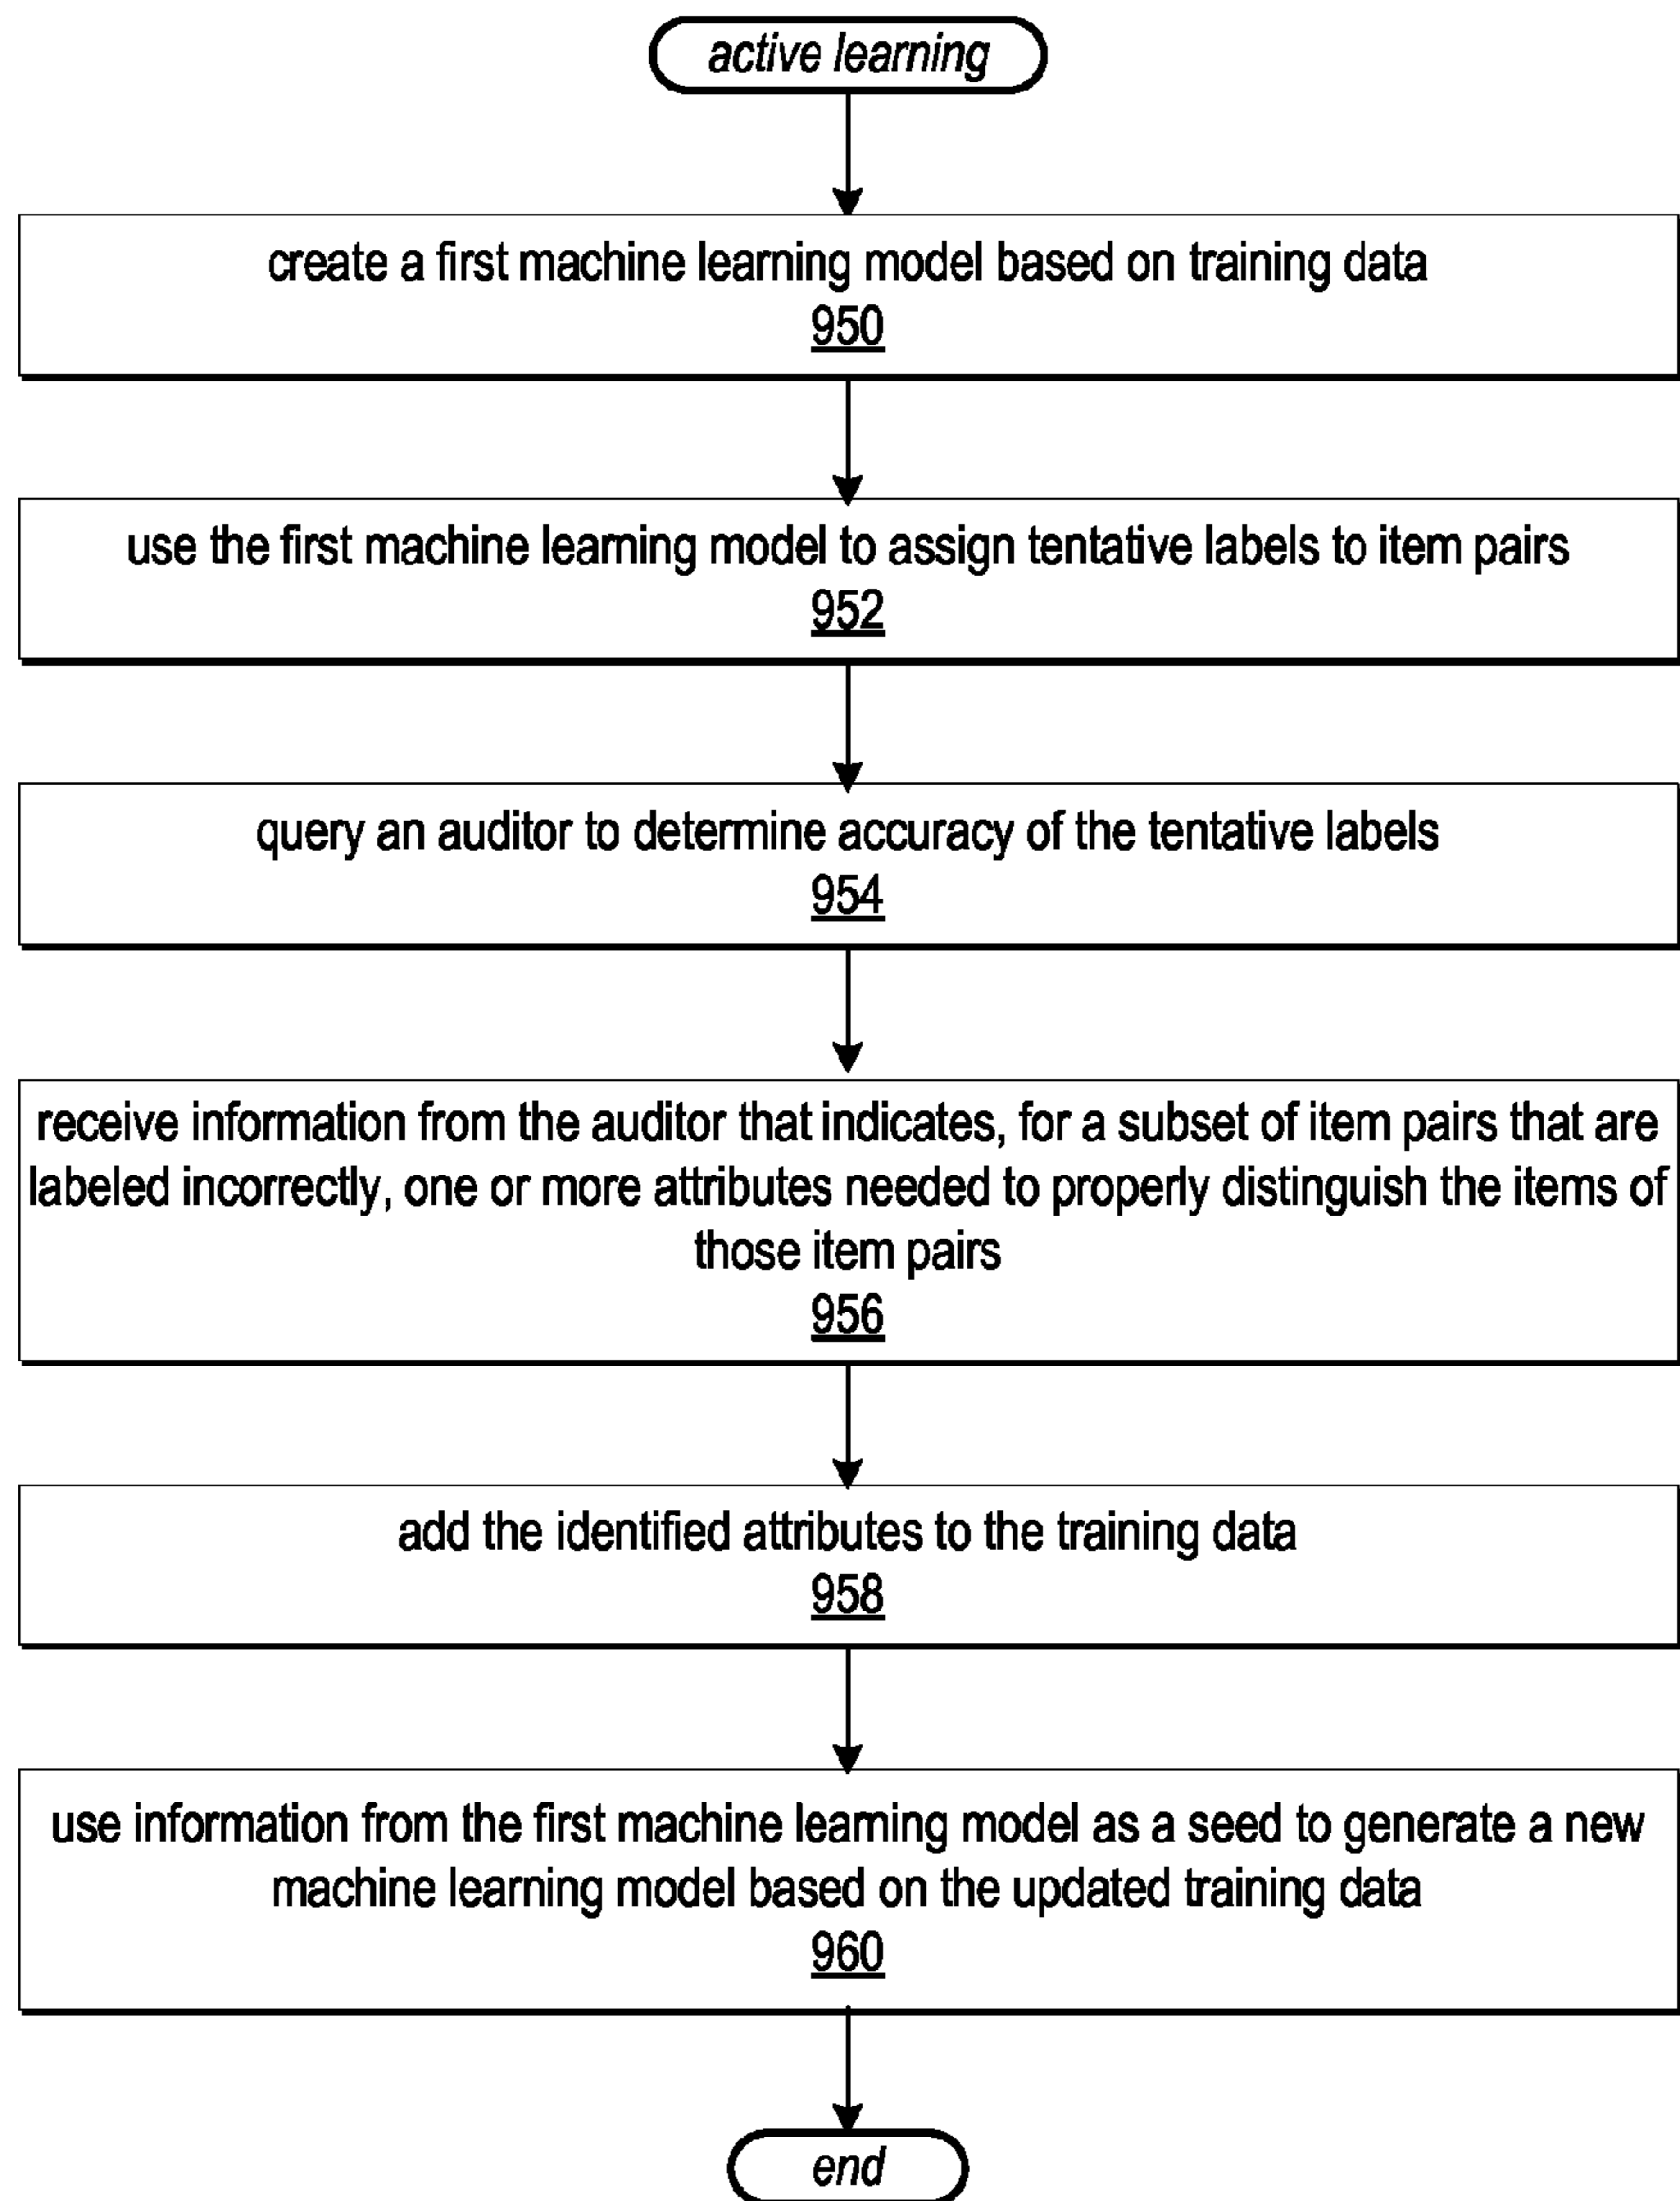 active learning
create a first machine learning model based on training data
950
use the first machine learning model to assign tentative labels to item pairs
952
query an auditor to determine accuracy of the tentative labels
954
receive information from the auditor that indicates, for a subset of item pairs that are
labeled incorrectly, one or more attributes needed to properly distinguish the items of
those item pairs
956
add the identified attributes to the training data
958
use information from the first machine learning model as a seed to generate a new
machine learning model based on the updated training data
960
end